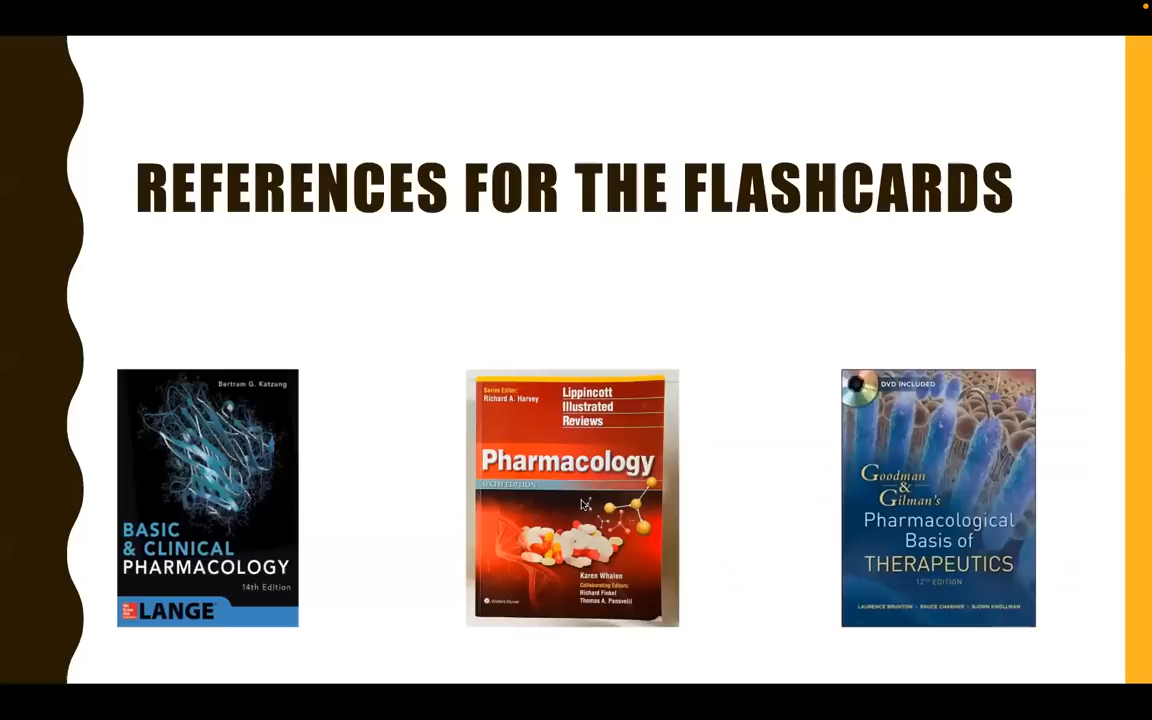 REFERENCES FOR THE FLASHCARDS
Bertram G. Katzung
BASIC
& CLINICAL
PHARMACOLOGY
14th Edition
LANGE
Series Editor:
Richard A. Harvey
Lippincott
Illustrated
Reviews
Pharmacology
SIXTH EDITION
Karen Whalen
Collaborating Editors:
Richard Finkel
Thomas A. Panavelil
Wolters Kluwer
DVD INCLUDED
Goodman
&
Gilman's
Pharmacological
Basis of
THERAPEUTICS
12TH EDITION
LAURENCE BRUNTON • BRUCE CHABNER • BJORN KNOLLMAN